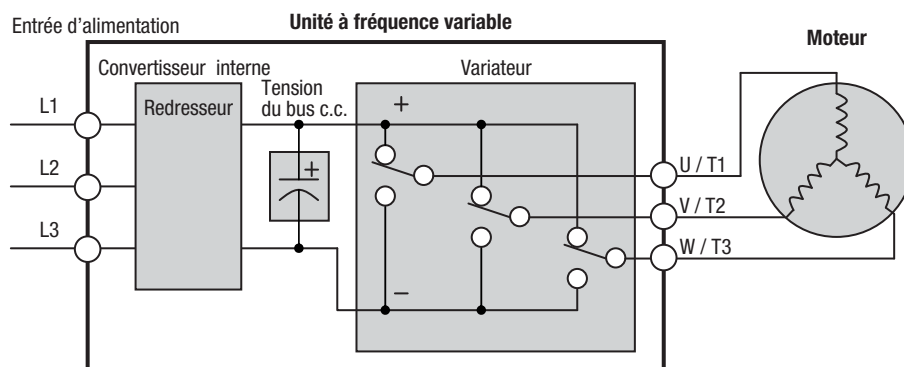 Entrée d'alimentation
Unité à fréquence variable
Moteur
Convertisseur interne
Variateur
Redresseur
Tension
du bus c.c.
L1
L2
L3
+
+
–
U / T1
V / T2
W / T3